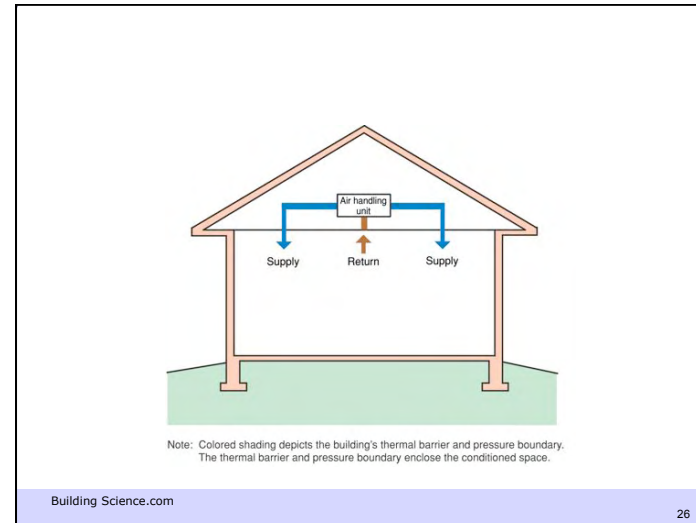 Air handling
unit
Supply
Return
Supply
Note: Colored shading depicts the building's thermal barrier and pressure boundary.
The thermal barrier and pressure boundary enclose the conditioned space.
Building Science.com
26